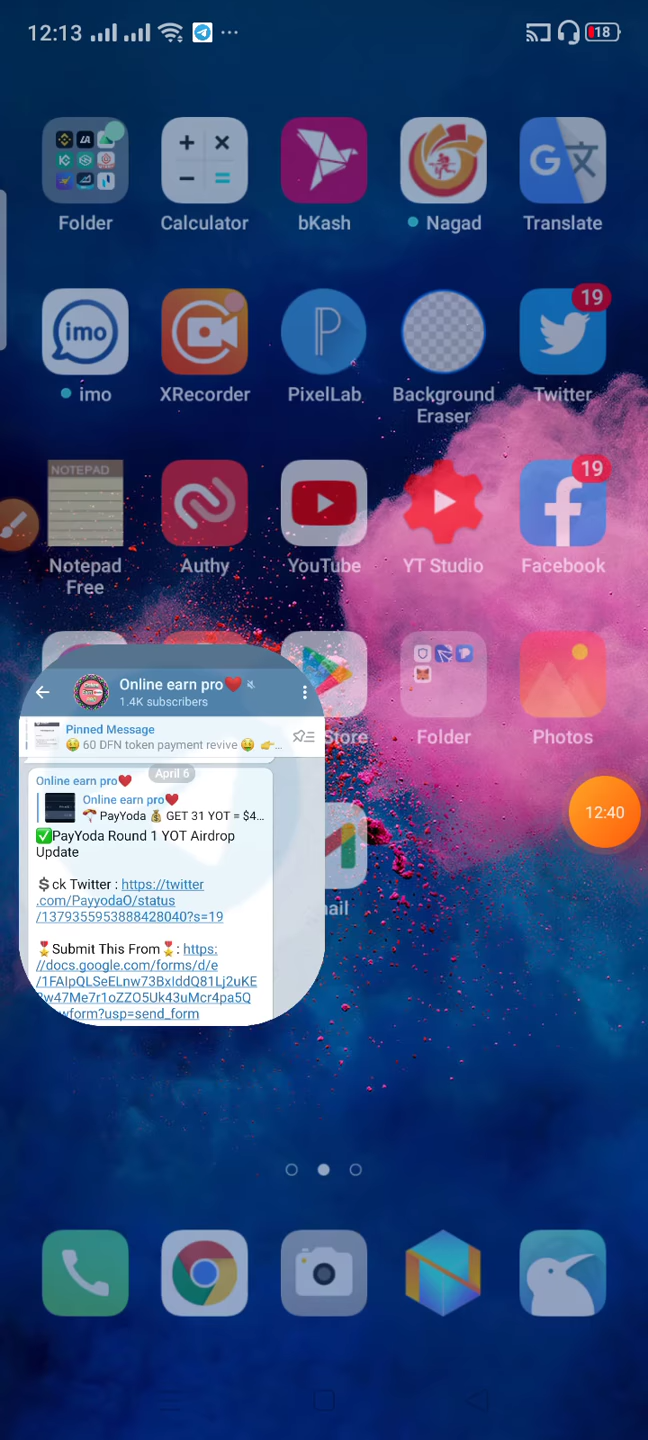 12:13
18
Folder
Calculator
bKash
Nagad
Translate
imo
imo
XRecorder
PixelLab
Background
Eraser
19
Twitter
NOTEPAD
Notepad
Free
Authy
YouTube
YT Studio
19
Facebook
Store
Folder
Photos
Online earn pro❤️
1.4K subscribers
Pinned Message
🤑 60 DFN token payment revive 🤑 👉...
April 6
Online earn pro❤️
Online earn pro❤️
🪂 PayYoda 💰 GET 31 YOT = $4...
✅PayYoda Round 1 YOT Airdrop
Update
💲ck Twitter : https://twitter
.com/PayyodaO/status
/1379355953888428040?s=19
🎖Submit This From🎖: https:
//docs.google.com/forms/d/e
/1FAIpQLSeELnw73BxIddQ81Lj2uKE
w47Me7r1oZZO5Uk43uMcr4pa5Q
wform?usp=send_form
12:40
ail